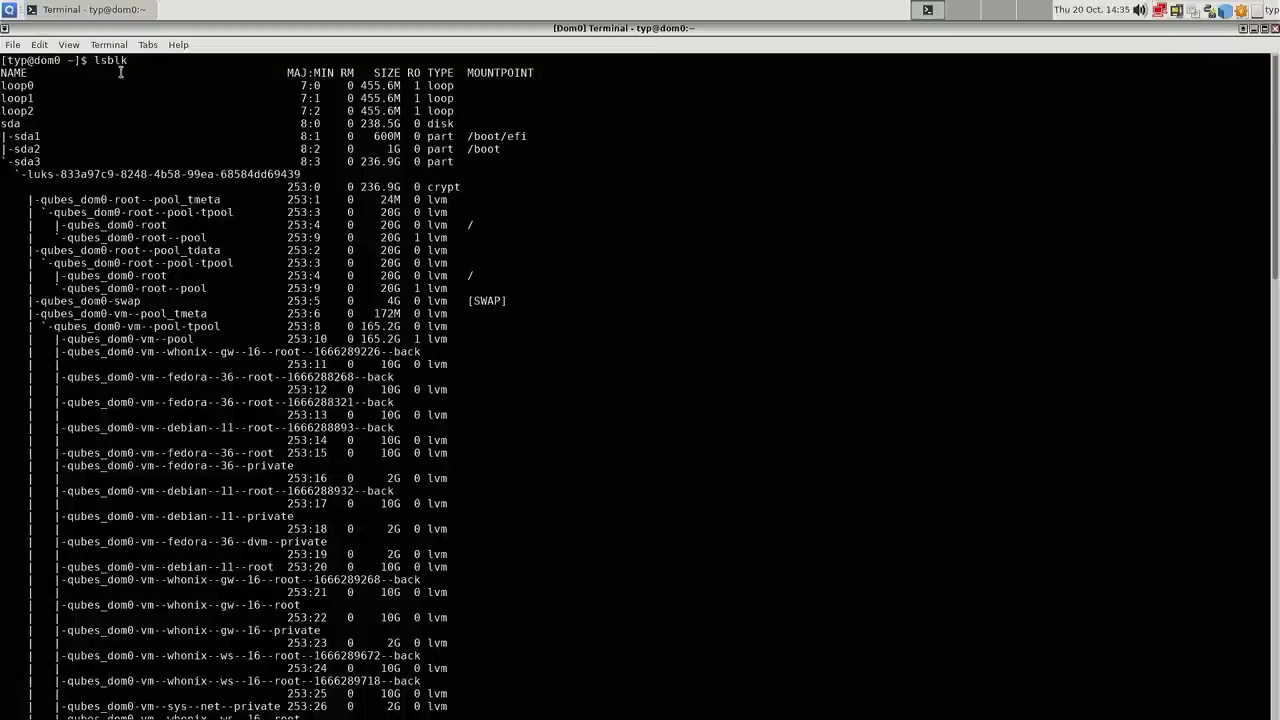 Terminal - typ@dom0:~
Thu 20 Oct, 14:35
typ
[Dom0] Terminal - typ@dom0:~
File Edit View Terminal Tabs Help
[typ@dom0 ~]$ lsblk
NAME MAJ:MIN RM SIZE RO TYPE MOUNTPOINT
loop0 7:0 0 455.6M 1 loop
loop1 7:1 0 455.6M 1 loop
loop2 7:2 0 455.6M 1 loop
sda 8:0 0 238.5G 0 disk
|-sda1 8:1 0 600M 0 part /boot/efi
|-sda2 8:2 0 1G 0 part /boot
`-sda3 8:3 0 236.9G 0 part
`-luks-833a97c9-8248-4b58-99ea-68584dd69439
253:0 0 236.9G 0 crypt
|-qubes_dom0-root--pool_tmeta 253:1 0 24M 0 lvm
| `-qubes_dom0-root--pool-tpool 253:3 0 20G 0 lvm
| |-qubes_dom0-root 253:4 0 20G 0 lvm /
| `-qubes_dom0-root--pool 253:9 0 20G 1 lvm
|-qubes_dom0-root--pool_tdata 253:2 0 20G 0 lvm
| `-qubes_dom0-root--pool-tpool 253:3 0 20G 0 lvm
| |-qubes_dom0-root 253:4 0 20G 0 lvm /
| `-qubes_dom0-root--pool 253:9 0 20G 1 lvm
|-qubes_dom0-swap 253:5 0 4G 0 lvm [SWAP]
|-qubes_dom0-vm--pool_tmeta 253:6 0 172M 0 lvm
| `-qubes_dom0-vm--pool-tpool 253:8 0 165.2G 0 lvm
| |-qubes_dom0-vm--pool 253:10 0 165.2G 1 lvm
| |-qubes_dom0-vm--whonix--gw--16--root--1666289226--back
| | 253:11 0 10G 0 lvm
| |-qubes_dom0-vm--fedora--36--root--1666288268--back
| | 253:12 0 10G 0 lvm
| |-qubes_dom0-vm--fedora--36--root--1666288321--back
| | 253:13 0 10G 0 lvm
| |-qubes_dom0-vm--debian--11--root--1666288893--back
| | 253:14 0 10G 0 lvm
| |-qubes_dom0-vm--fedora--36--root 253:15 0 10G 0 lvm
| |-qubes_dom0-vm--fedora--36--private
| | 253:16 0 2G 0 lvm
| |-qubes_dom0-vm--debian--11--root--1666288932--back
| | 253:17 0 10G 0 lvm
| |-qubes_dom0-vm--debian--11--private
| | 253:18 0 2G 0 lvm
| |-qubes_dom0-vm--fedora--36--dvm--private
| | 253:19 0 2G 0 lvm
| |-qubes_dom0-vm--debian--11--root 253:20 0 10G 0 lvm
| |-qubes_dom0-vm--whonix--gw--16--root--1666289268--back
| | 253:21 0 10G 0 lvm
| |-qubes_dom0-vm--whonix--gw--16--root
| | 253:22 0 10G 0 lvm
| |-qubes_dom0-vm--whonix--gw--16--private
| | 253:23 0 2G 0 lvm
| |-qubes_dom0-vm--whonix--ws--16--root--1666289672--back
| | 253:24 0 10G 0 lvm
| |-qubes_dom0-vm--whonix--ws--16--root--1666289718--back
| | 253:25 0 10G 0 lvm
| |-qubes_dom0-vm--sys--net--private 253:26 0 2G 0 lvm
| |-qubes_dom0-vm--whonix--ws--16--root